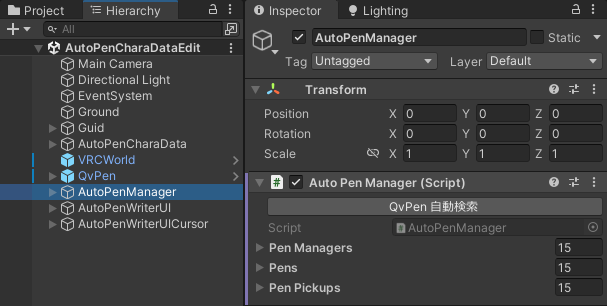 Project
Hierarchy
All
AutoPenCharaDataEdit
Main Camera
Directional Light
EventSystem
Ground
Guid
AutoPenCharaData
VRCWorld
QvPen
AutoPenManager
AutoPenWriterUI
AutoPenWriterUICursor
Inspector
Lighting
AutoPenManager
Static
Tag Untagged Layer Default
Transform
Position X 0 Y 0 Z 0
Rotation X 0 Y 0 Z 0
Scale X 1 Y 1 Z 1
# Auto Pen Manager (Script)
QvPen 自動検索
Script AutoPenManager
Pen Managers 15
Pens 15
Pen Pickups 15